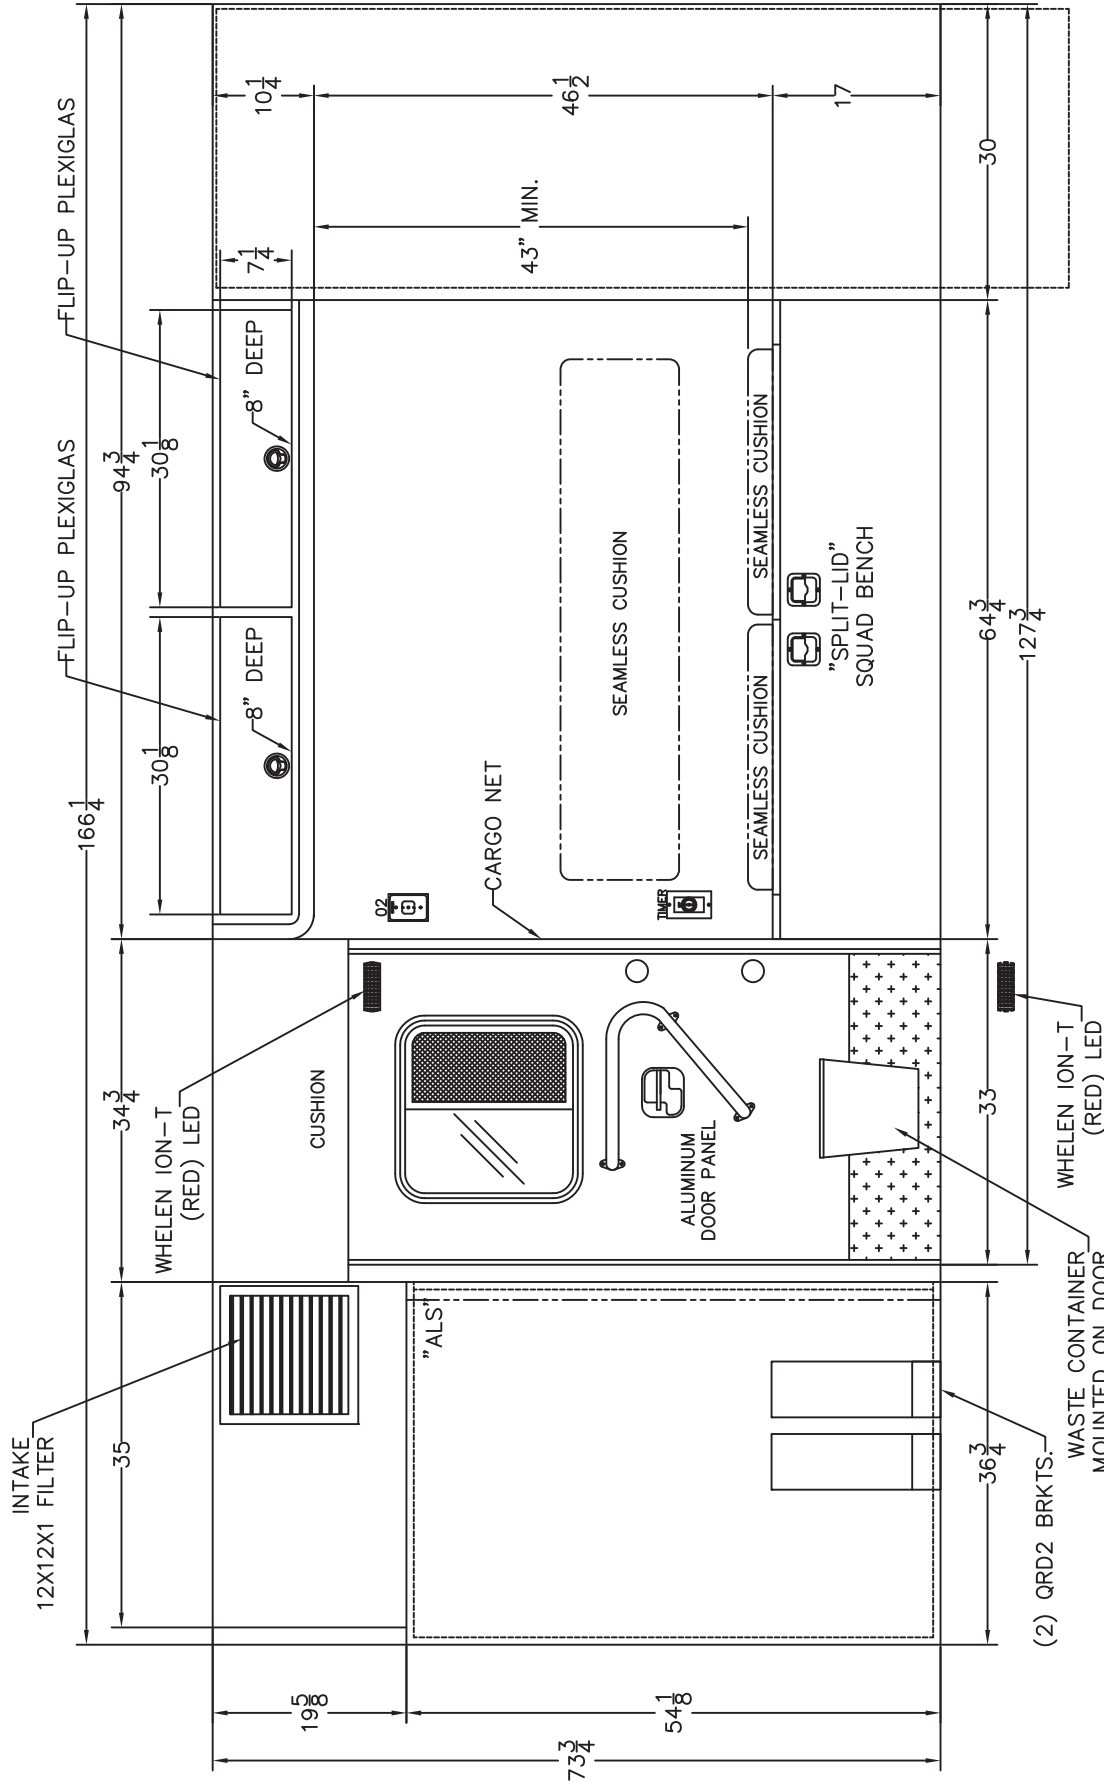 INTAKE
12X12X1 FILTER
FLIP-UP PLEXIGLAS
FLIP-UP PLEXIGLAS
166 1/4
35
34 3/4
94 3/4
30 1/8
30 1/8
WHELEN ION-T
(RED) LED
CUSHION
8" DEEP
8" DEEP
7 1/4
10 1/4
19 5/8
73 3/4
54 1/8
"ALS"
O2
CARGO NET
43" MIN.
46 1/2
SEAMLESS CUSHION
TIMER
ALUMINUM
DOOR PANEL
SEAMLESS CUSHION
SEAMLESS CUSHION
"SPLIT-LID"
SQUAD BENCH
17
36 3/4
33
64 3/4
30
127 3/4
(2) QRD2 BRKTS.
WASTE CONTAINER
MOUNTED ON DOOR
WHELEN ION-T
(RED) LED